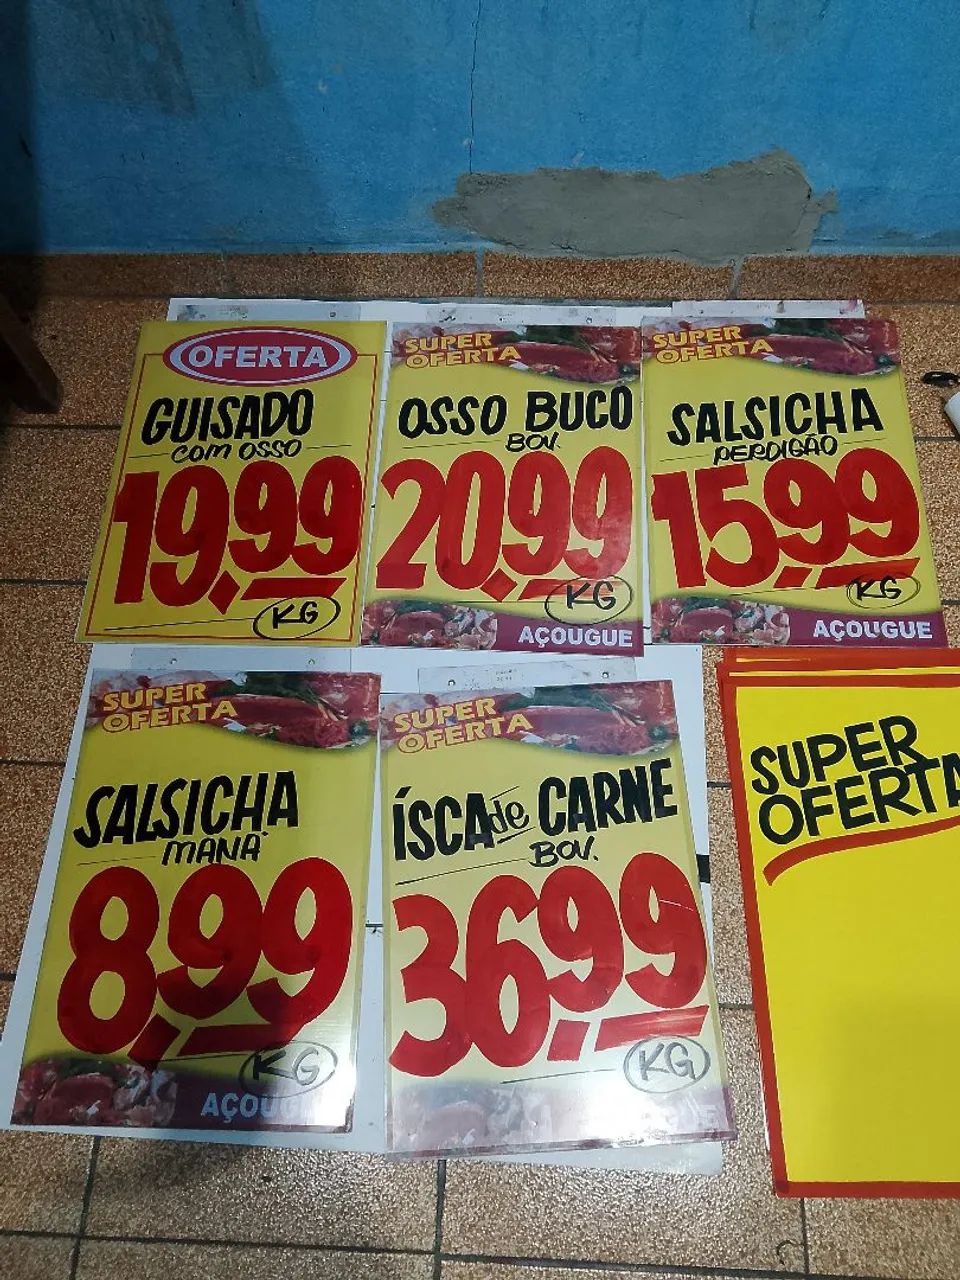 OFERTA
GUISADO
COM OSSO
19,99
KG
SUPER
OFERTA
OSSO BUCO
BOV.
20,99
KG
AÇOUGUE
SUPER
OFERTA
SALSICHA
PERDIGÃO
15,99
KG
AÇOUGUE
SUPER
OFERTA
SALSICHA
MANÁ
8,99
KG
AÇOUGUE
SUPER
OFERTA
ÍSCA de CARNE
BOV.
36,99
KG
AÇOUGUE
SUPER
OFERTA